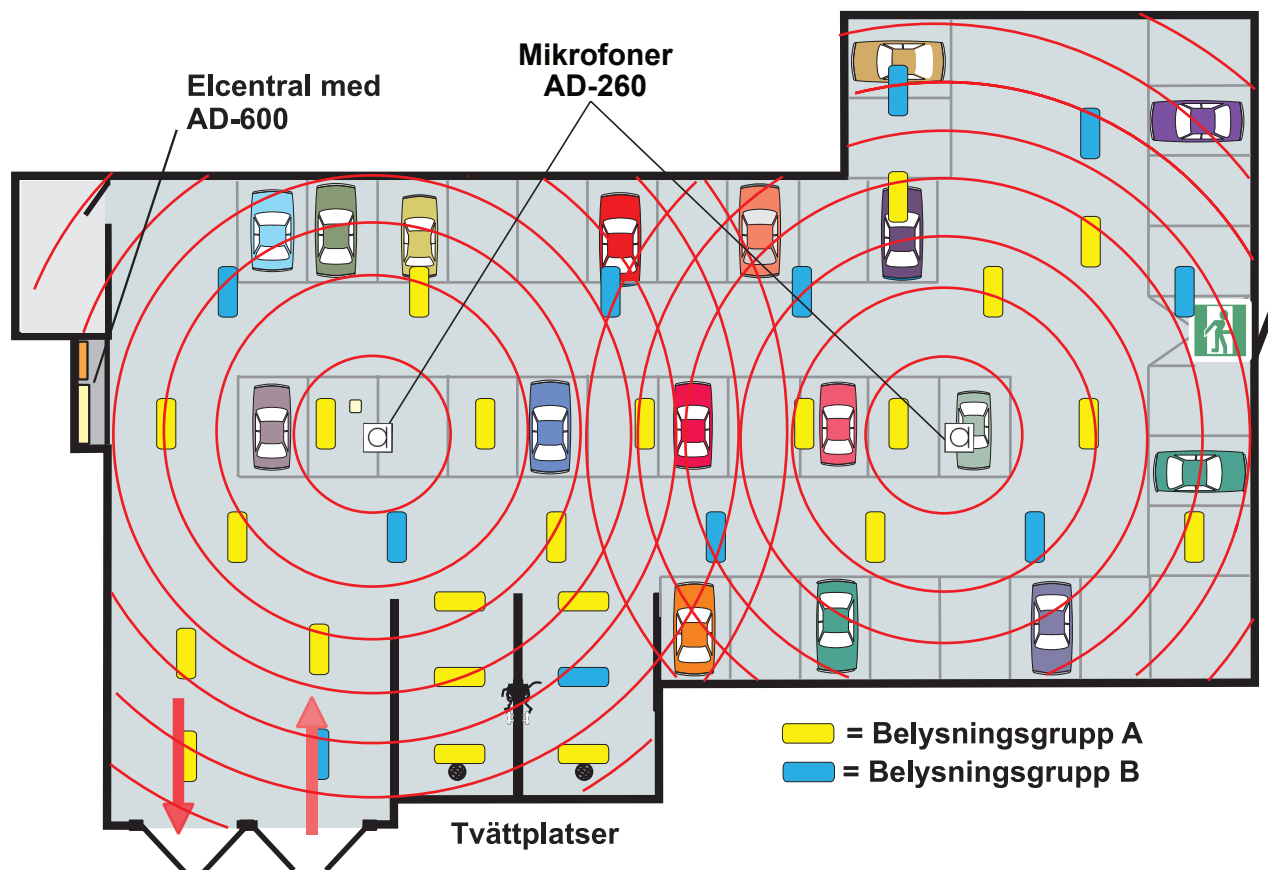 Elcentral med
AD-600
Mikrofoner
AD-260
= Belysningsgrupp A
= Belysningsgrupp B
Tvättplatser